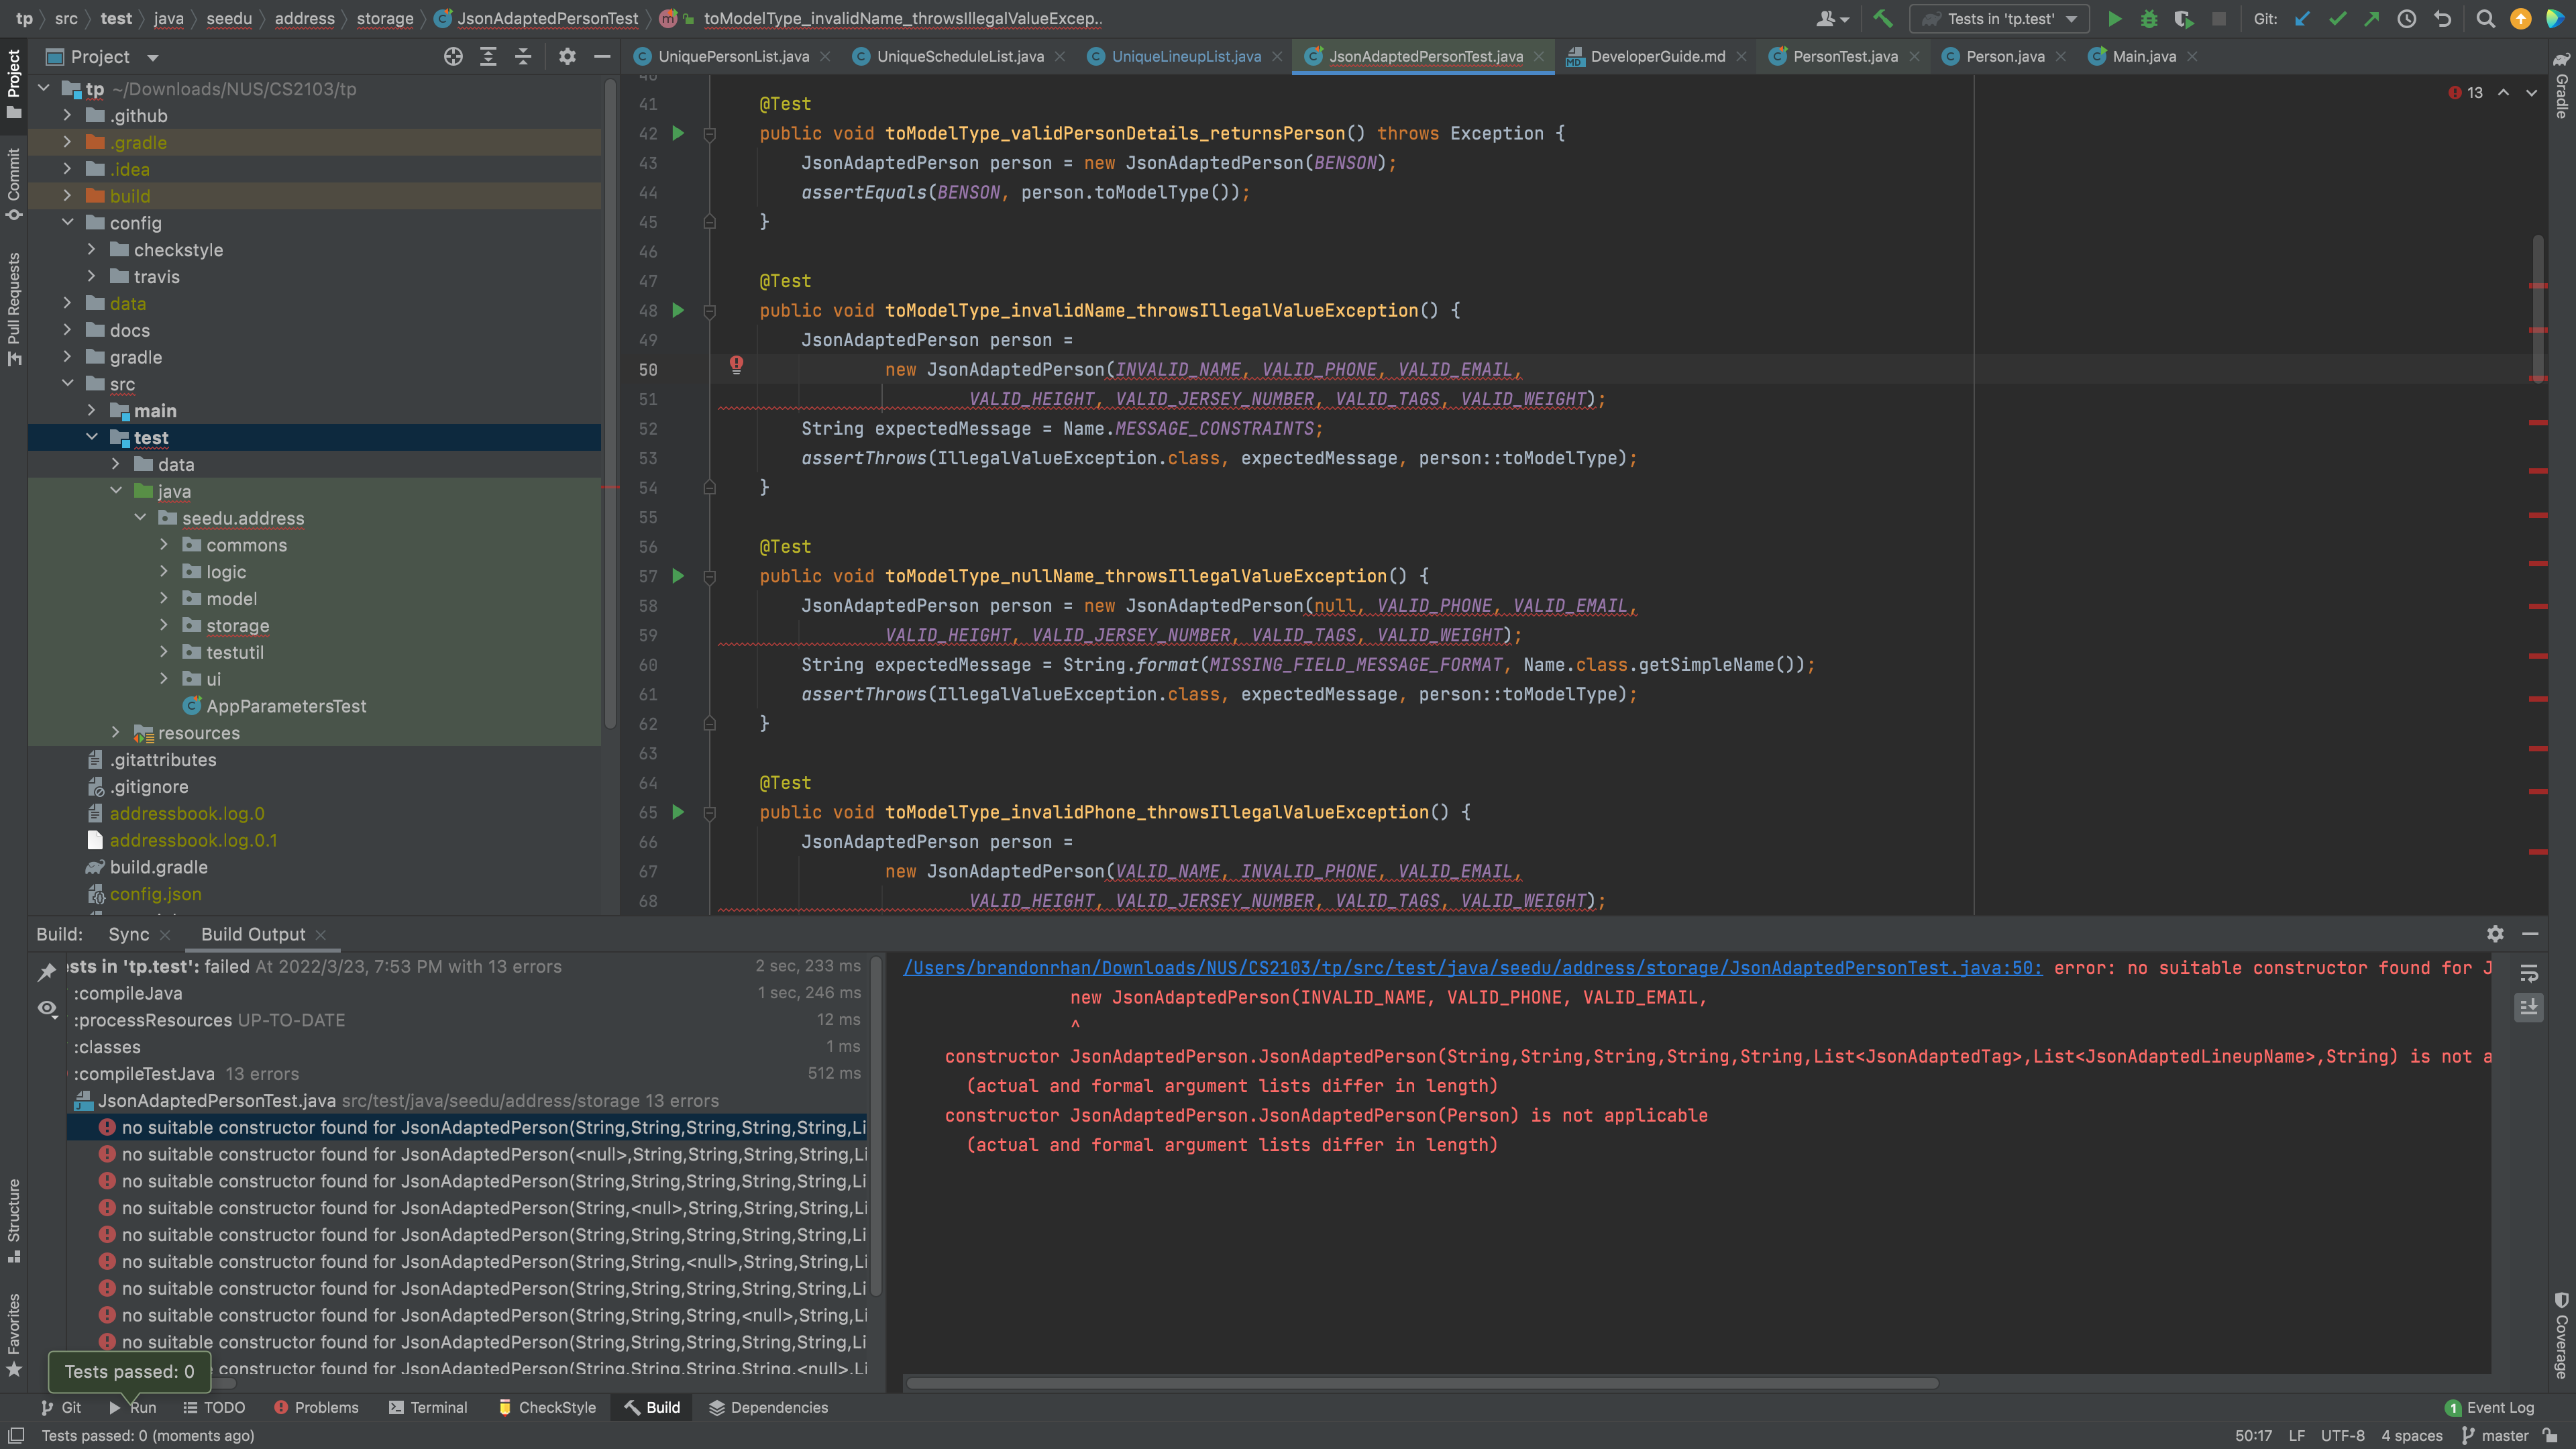 tp src test java seedu address storage JsonAdaptedPersonTest toModelType_invalidName_throwsIllegalValueExcep.. Tests in 'tp.test' Git:
Project
UniquePersonList.java UniqueScheduleList.java UniqueLineupList.java JsonAdaptedPersonTest.java DeveloperGuide.md PersonTest.java Person.java Main.java
Project
Commit
Pull Requests
Structure
Favorites
Gradle
Coverage
tp ~/Downloads/NUS/CS2103/tp
.github
.gradle
.idea
build
config
checkstyle
travis
data
docs
gradle
src
main
test
data
java
seedu.address
commons
logic
model
storage
testutil
ui
AppParametersTest
resources
.gitattributes
.gitignore
addressbook.log.0
addressbook.log.0.1
build.gradle
config.json
13
41 @Test
42 public void toModelType_validPersonDetails_returnsPerson() throws Exception {
43 JsonAdaptedPerson person = new JsonAdaptedPerson(BENSON);
44 assertEquals(BENSON, person.toModelType());
45 }
46
47 @Test
48 public void toModelType_invalidName_throwsIllegalValueException() {
49 JsonAdaptedPerson person =
50 new JsonAdaptedPerson(INVALID_NAME, VALID_PHONE, VALID_EMAIL,
51 VALID_HEIGHT, VALID_JERSEY_NUMBER, VALID_TAGS, VALID_WEIGHT);
52 String expectedMessage = Name.MESSAGE_CONSTRAINTS;
53 assertThrows(IllegalValueException.class, expectedMessage, person::toModelType);
54 }
55
56 @Test
57 public void toModelType_nullName_throwsIllegalValueException() {
58 JsonAdaptedPerson person = new JsonAdaptedPerson(null, VALID_PHONE, VALID_EMAIL,
59 VALID_HEIGHT, VALID_JERSEY_NUMBER, VALID_TAGS, VALID_WEIGHT);
60 String expectedMessage = String.format(MISSING_FIELD_MESSAGE_FORMAT, Name.class.getSimpleName());
61 assertThrows(IllegalValueException.class, expectedMessage, person::toModelType);
62 }
63
64 @Test
65 public void toModelType_invalidPhone_throwsIllegalValueException() {
66 JsonAdaptedPerson person =
67 new JsonAdaptedPerson(VALID_NAME, INVALID_PHONE, VALID_EMAIL,
68 VALID_HEIGHT, VALID_JERSEY_NUMBER, VALID_TAGS, VALID_WEIGHT);
Build: Sync Build Output
ests in 'tp.test': failed At 2022/3/23, 7:53 PM with 13 errors 2 sec, 233 ms
:compileJava 1 sec, 246 ms
:processResources UP-TO-DATE 12 ms
:classes 1 ms
:compileTestJava 13 errors 512 ms
JsonAdaptedPersonTest.java src/test/java/seedu/address/storage 13 errors
no suitable constructor found for JsonAdaptedPerson(String,String,String,String,String,Li
no suitable constructor found for JsonAdaptedPerson(<null>,String,String,String,String,Li
no suitable constructor found for JsonAdaptedPerson(String,String,String,String,String,Li
no suitable constructor found for JsonAdaptedPerson(String,<null>,String,String,String,Li
no suitable constructor found for JsonAdaptedPerson(String,String,String,String,String,Li
no suitable constructor found for JsonAdaptedPerson(String,String,<null>,String,String,Li
no suitable constructor found for JsonAdaptedPerson(String,String,String,String,String,Li
no suitable constructor found for JsonAdaptedPerson(String,String,String,<null>,String,Li
no suitable constructor found for JsonAdaptedPerson(String,String,String,String,String,Li
constructor found for JsonAdaptedPerson(String,String,String,String,<null>,Li
Tests passed: 0
/Users/brandonrhan/Downloads/NUS/CS2103/tp/src/test/java/seedu/address/storage/JsonAdaptedPersonTest.java:50: error: no suitable constructor found for J
new JsonAdaptedPerson(INVALID_NAME, VALID_PHONE, VALID_EMAIL,
^
constructor JsonAdaptedPerson.JsonAdaptedPerson(String,String,String,String,String,List<JsonAdaptedTag>,List<JsonAdaptedLineupName>,String) is not a
(actual and formal argument lists differ in length)
constructor JsonAdaptedPerson.JsonAdaptedPerson(Person) is not applicable
(actual and formal argument lists differ in length)
Git Run TODO Problems Terminal CheckStyle Build Dependencies 1 Event Log
Tests passed: 0 (moments ago) 50:17 LF UTF-8 4 spaces master